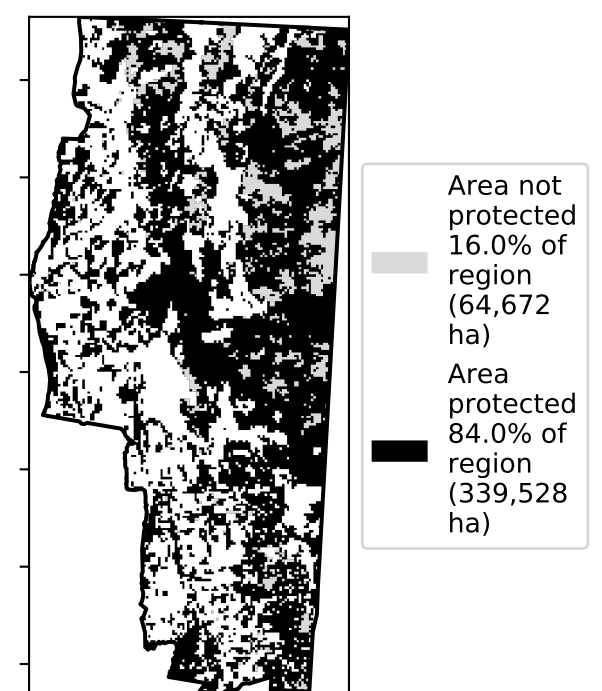 Area not
protected
16.0% of
region
(64,672
ha)
Area
protected
84.0% of
region
(339,528
ha)